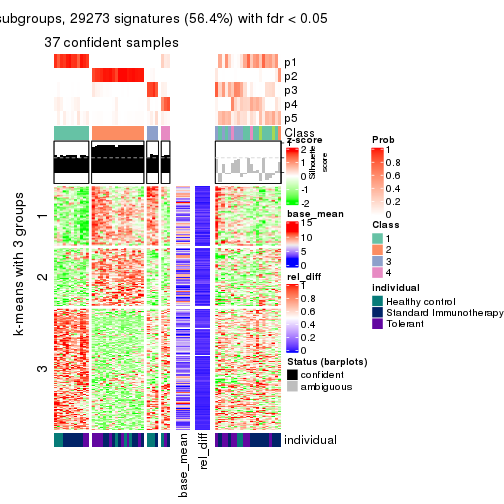 subgroups, 29273 signatures (56.4%) with fdr < 0.05
37 confident samples
p1
p2
p3
p4
p5
Class
k-means with 3 groups
1
2
3
base_mean
rel_diff
individual
z-score
2
1
0
-1
-2
Silhouette
score
base_mean
15
10
5
0
rel_diff
1
0.8
0.6
0.4
0.2
0
Status (barplots)
confident
ambiguous
Prob
1
0.8
0.6
0.4
0.2
0
Class
1
2
3
4
individual
Healthy control
Standard Immunotherapy
Tolerant